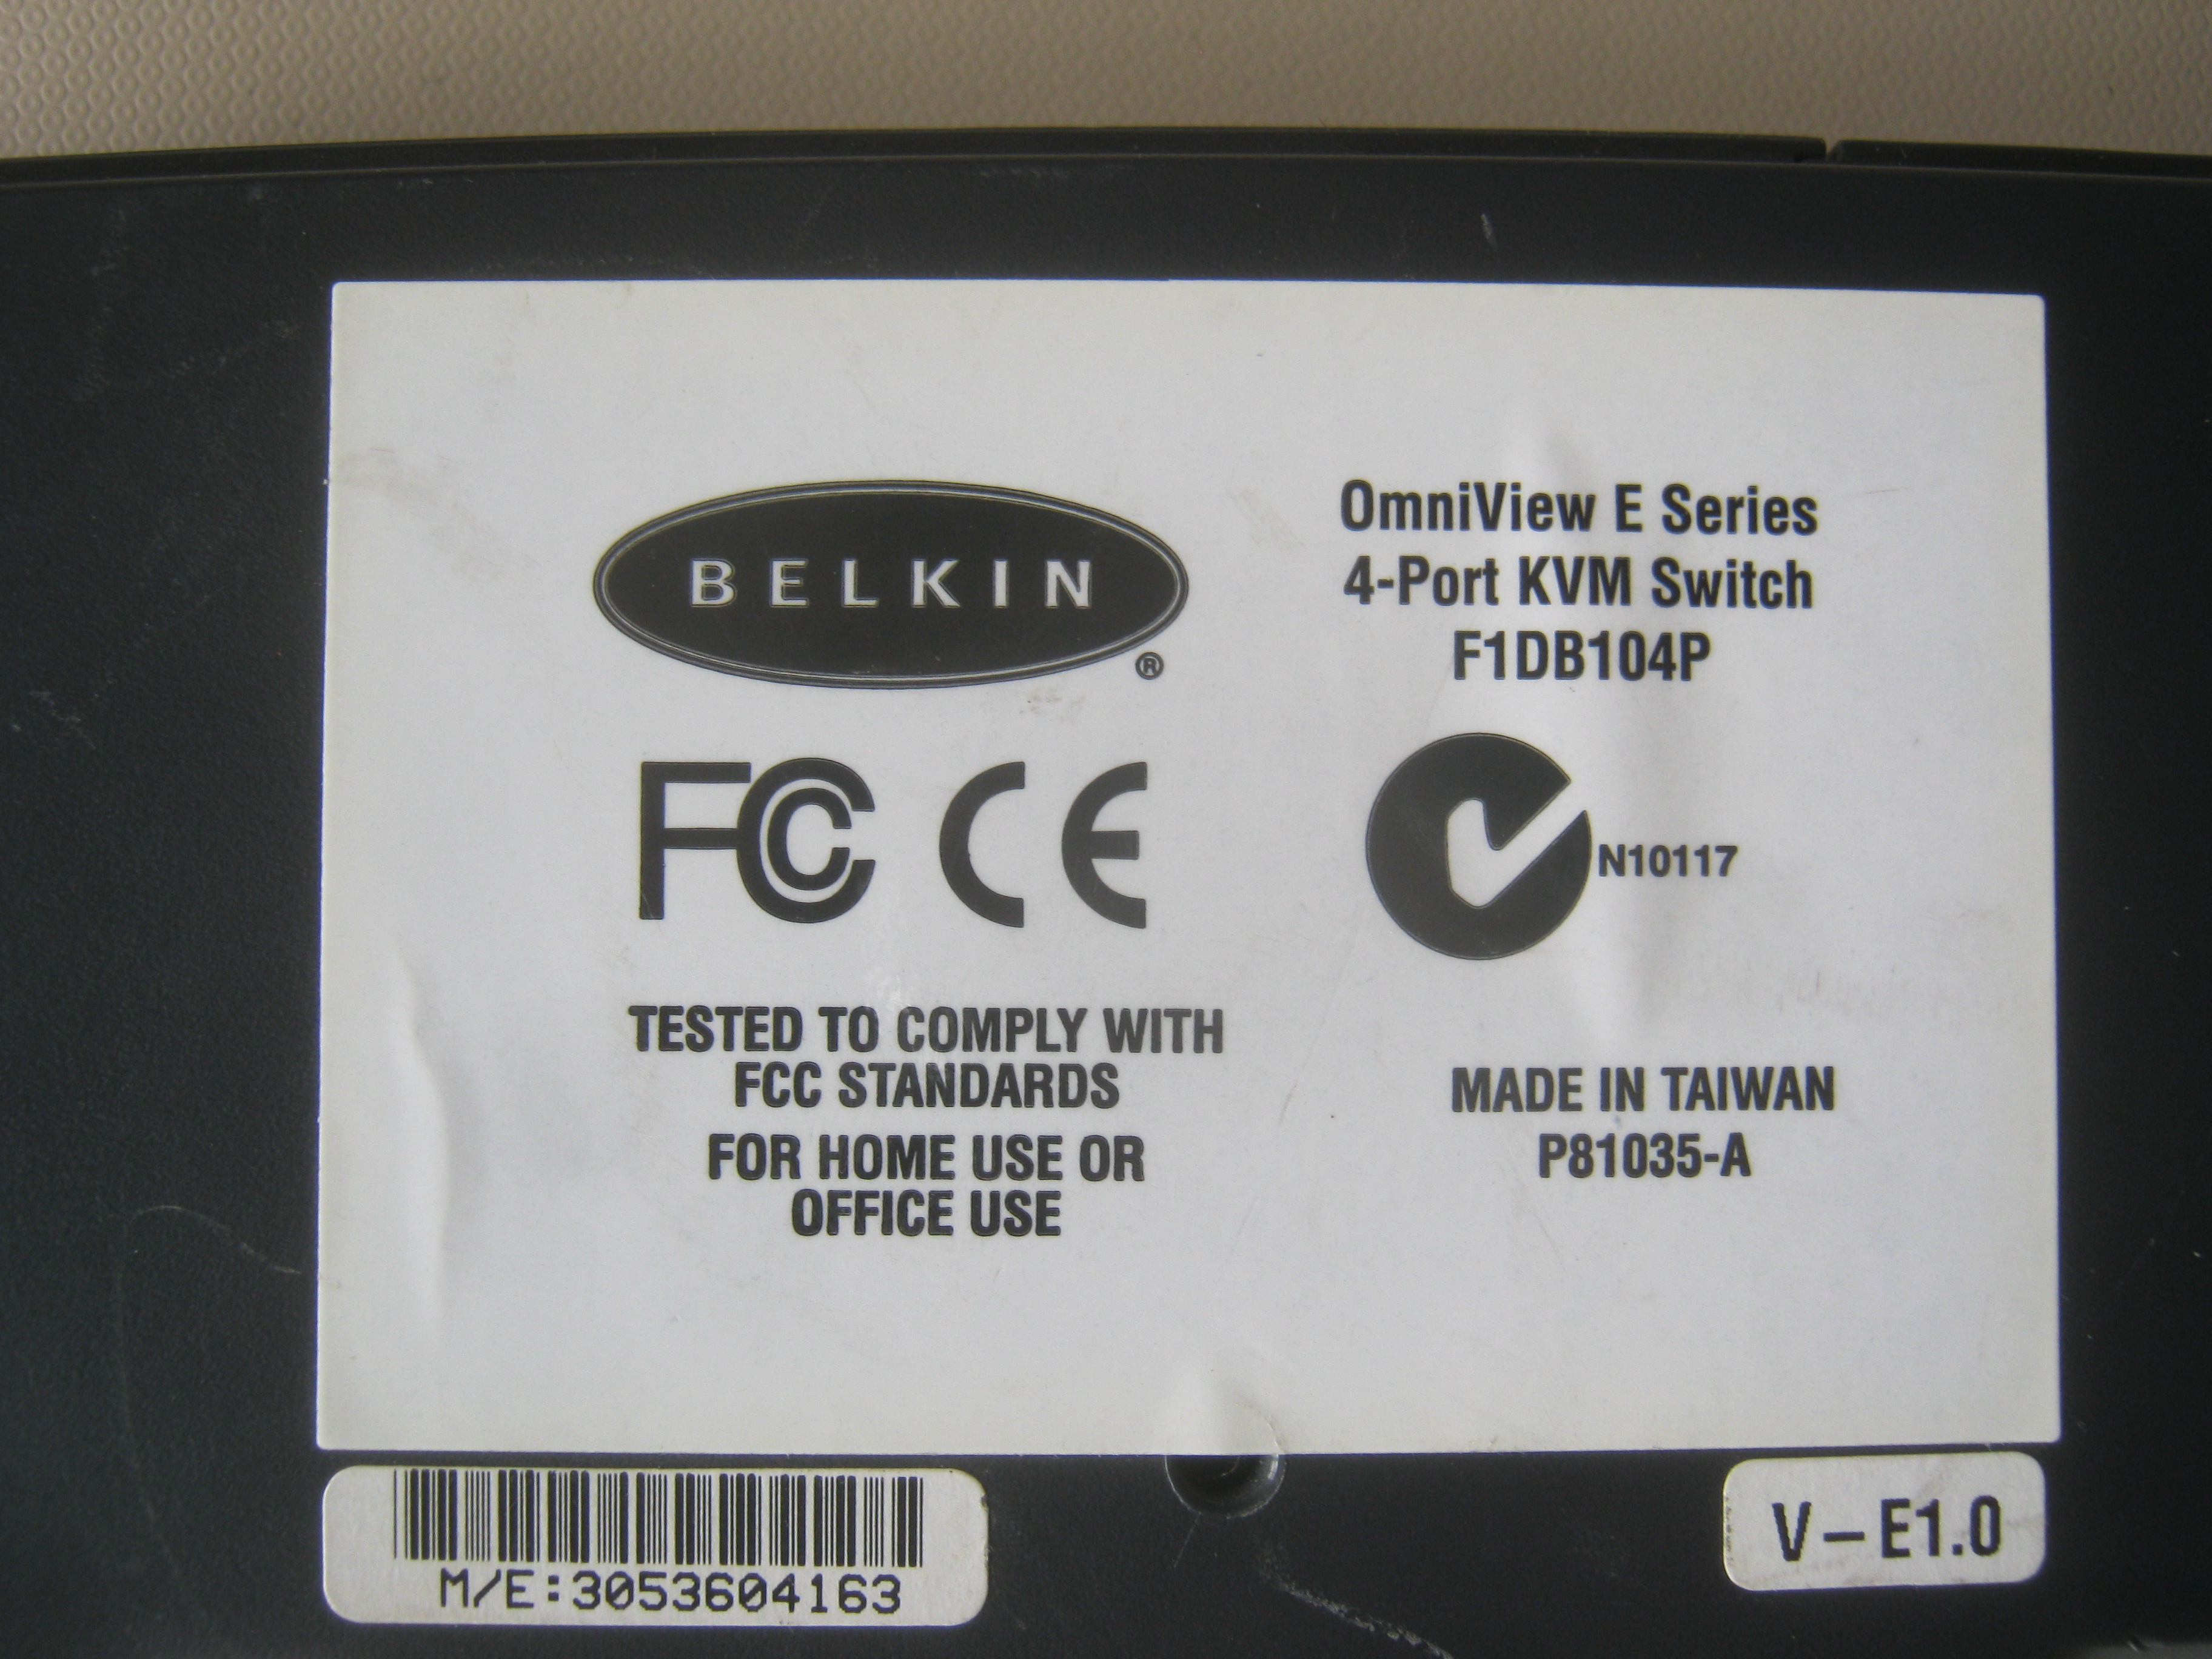 BELKIN
®
OmniView E Series
4-Port KVM Switch
F1DB104P
FC CE
N10117
TESTED TO COMPLY WITH
FCC STANDARDS
FOR HOME USE OR
OFFICE USE
MADE IN TAIWAN
P81035-A
M/E:3053604163
V-E1.0